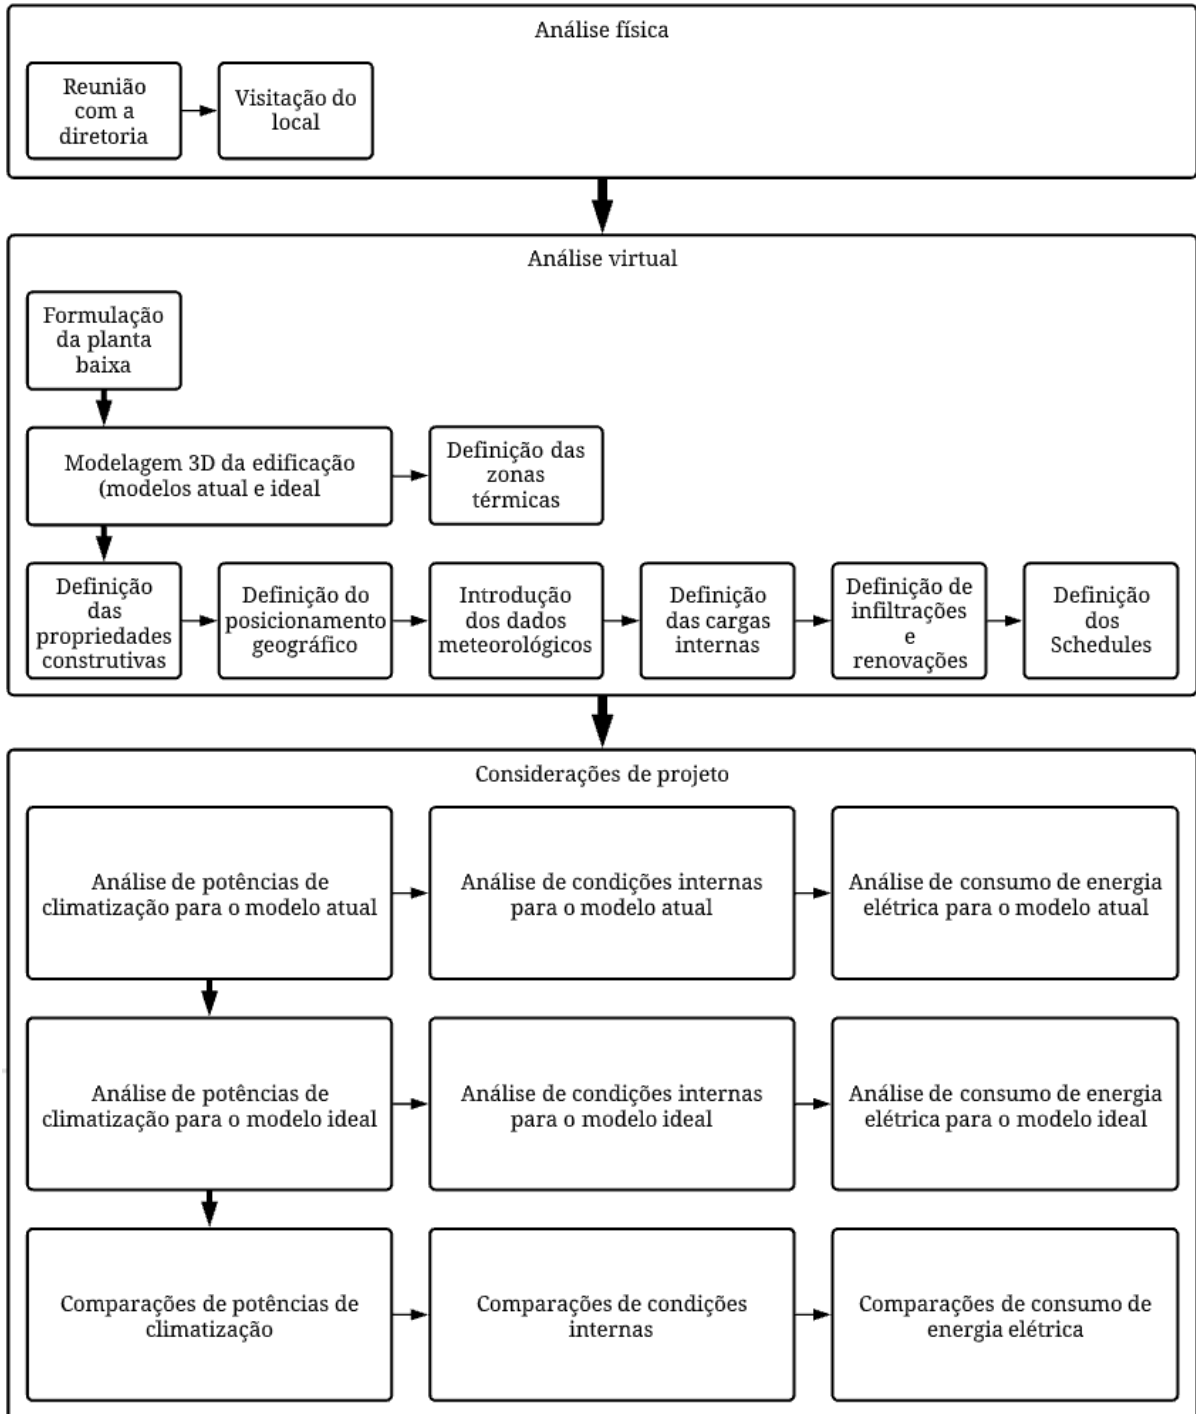 Análise física
Reunião
com a
diretoria
Visitação do
local
Análise virtual
Formulação
da planta
baixa
Modelagem 3D da edificação
(modelos atual e ideal
Definição das
zonas
térmicas
Definição
das
propriedades
construtivas
Definição do
posicionamento
geográfico
Introdução
dos dados
meteorológicos
Definição
das cargas
internas
Definição de
infiltrações
e
renovações
Definição
dos
Schedules
Considerações de projeto
Análise de potências de
climatização para o modelo atual
Análise de condições internas
para o modelo atual
Análise de consumo de energia
elétrica para o modelo atual
Análise de potências de
climatização para o modelo ideal
Análise de condições internas
para o modelo ideal
Análise de consumo de energia
elétrica para o modelo ideal
Comparações de potências de
climatização
Comparações de condições
internas
Comparações de consumo de
energia elétrica